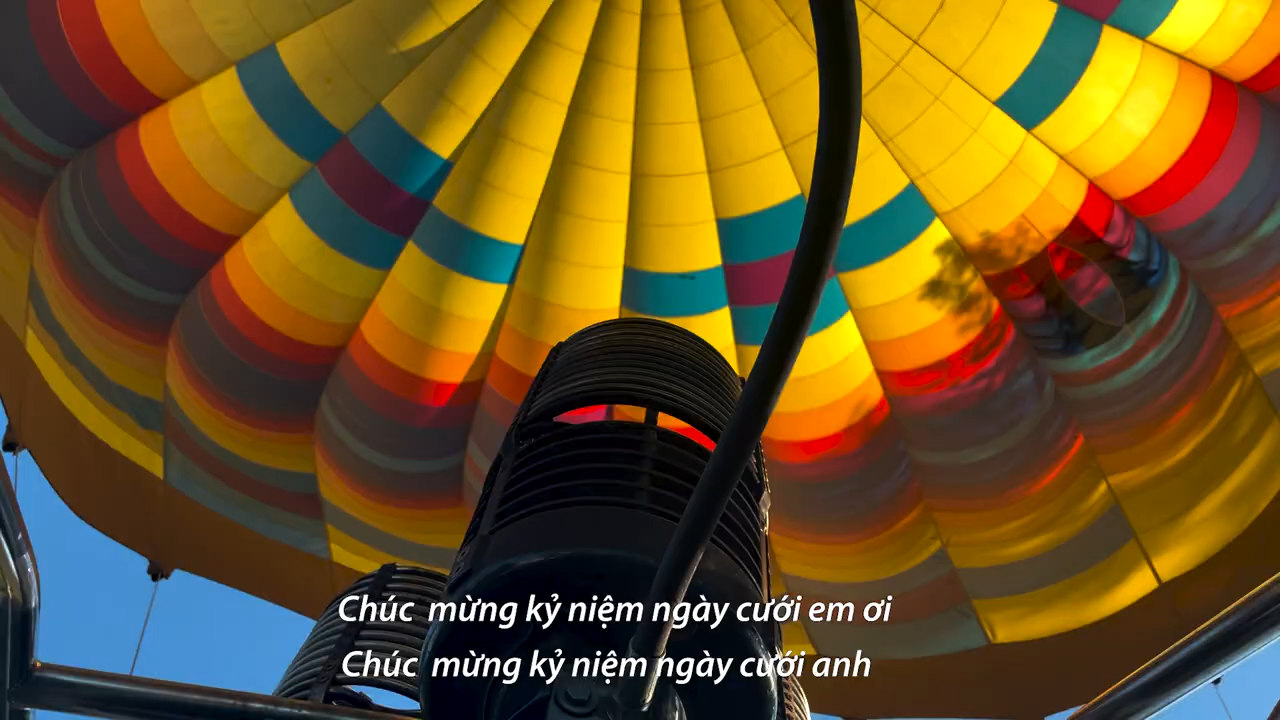 Chúc mừng kỷ niệm ngày cưới em ơi
Chúc mừng kỷ niệm ngày cưới anh